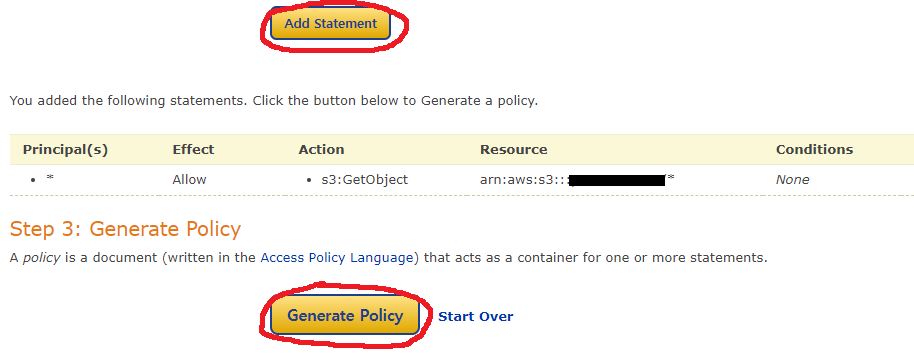 Add Statement
You added the following statements. Click the button below to Generate a policy.
Principal(s) Effect Action Resource Conditions
• * Allow • s3:GetObject arn:aws:s3::: /* None
Step 3: Generate Policy
A policy is a document (written in the Access Policy Language) that acts as a container for one or more statements.
Generate Policy Start Over